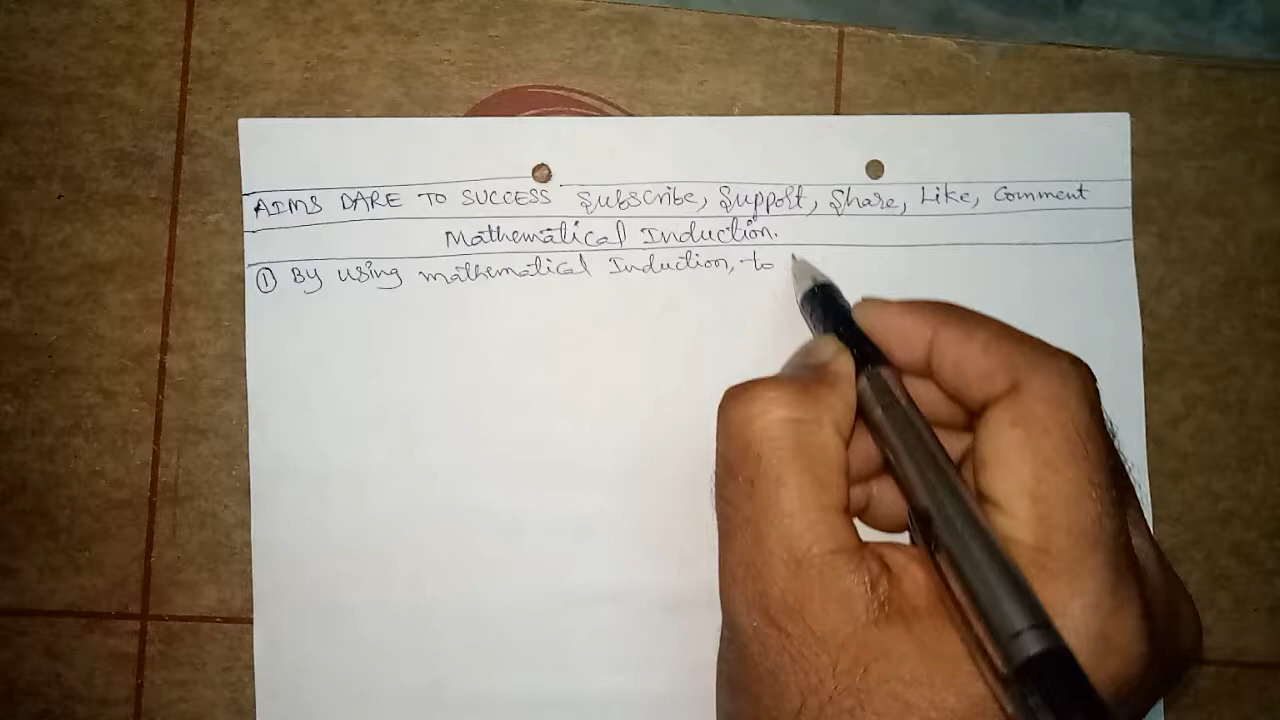 AIMS DARE TO SUCCESS Subscribe, Support, Share, Like, Comment
Mathematical Induction.
① By using mathematical Induction, to